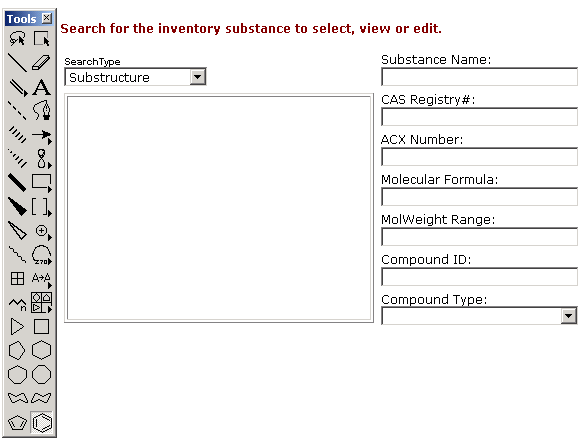 Tools
Search for the inventory substance to select, view or edit.
SearchType
Substructure
Substance Name:
CAS Registry#:
ACX Number:
Molecular Formula:
MolWeight Range:
Compound ID:
Compound Type:
A
A A
n